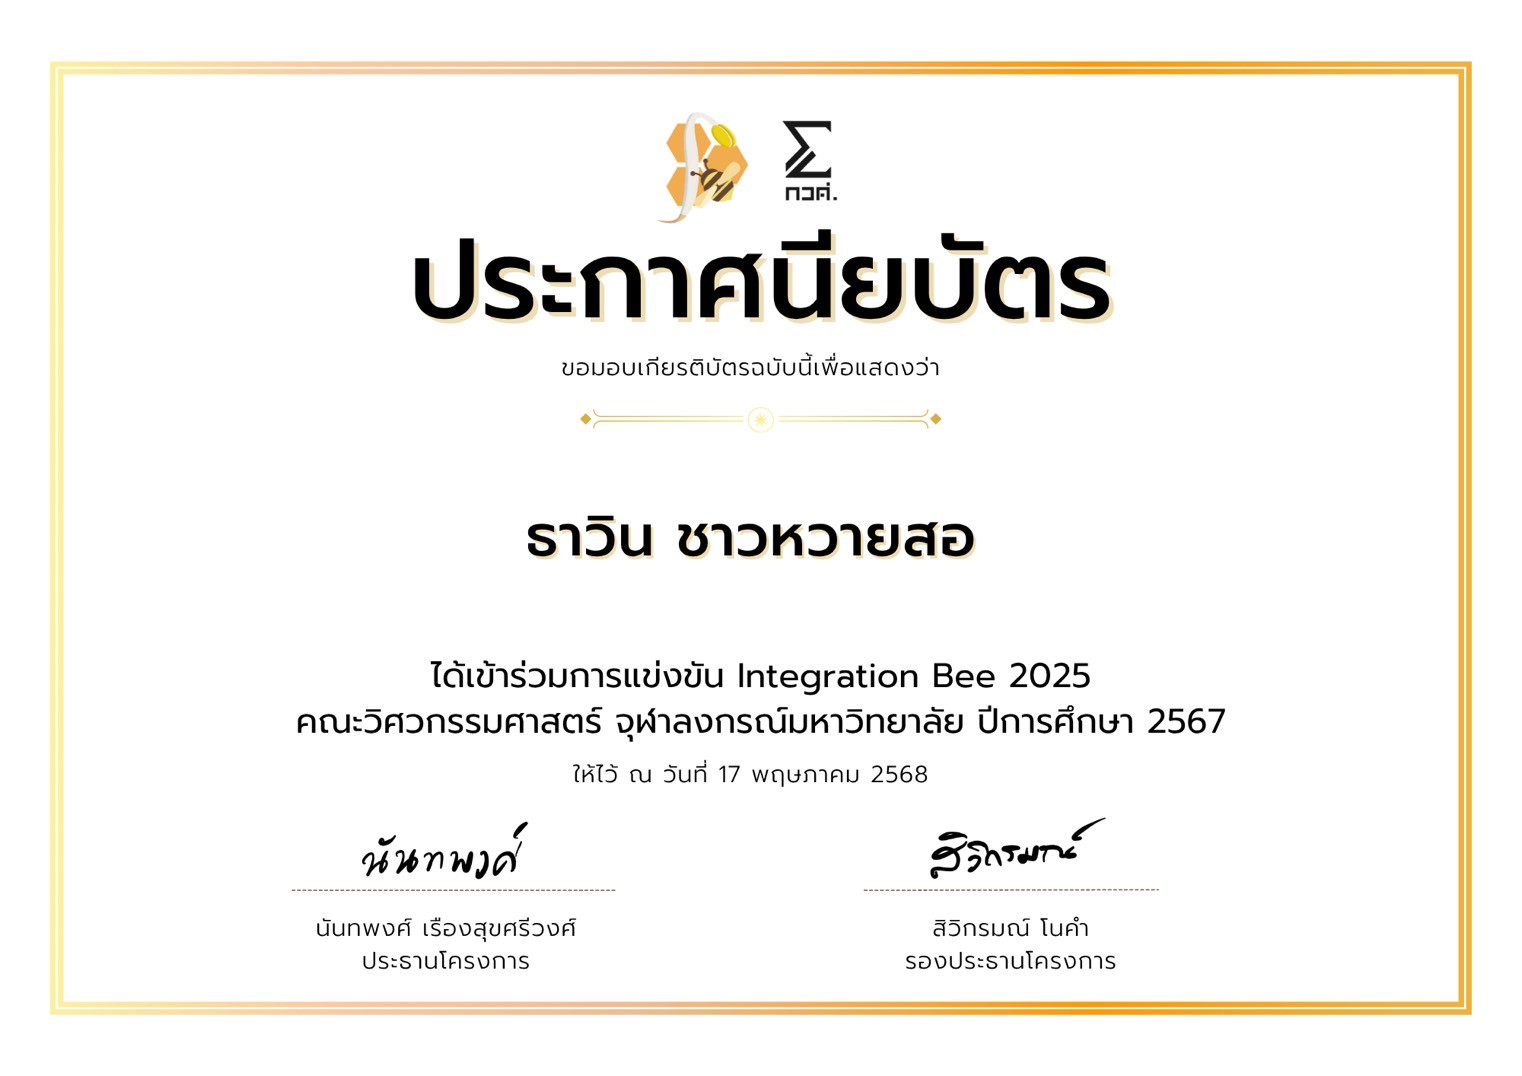 กวศ.
ประกาศนียบัตร
ขอมอบเกียรติบัตรฉบับนี้เพื่อแสดงว่า
ธาวิน ชาวหวายสอ
ได้เข้าร่วมการแข่งขัน Integration Bee 2025
คณะวิศวกรรมศาสตร์ จุฬาลงกรณ์มหาวิทยาลัย ปีการศึกษา 2567
ให้ไว้ ณ วันที่ 17 พฤษภาคม 2568
นันทพงศ์ สิวิกรมณ์
นันทพงศ์ เรืองสุขศรีวงศ์
ประธานโครงการ
สิวิกรมณ์ โนคำ
รองประธานโครงการ